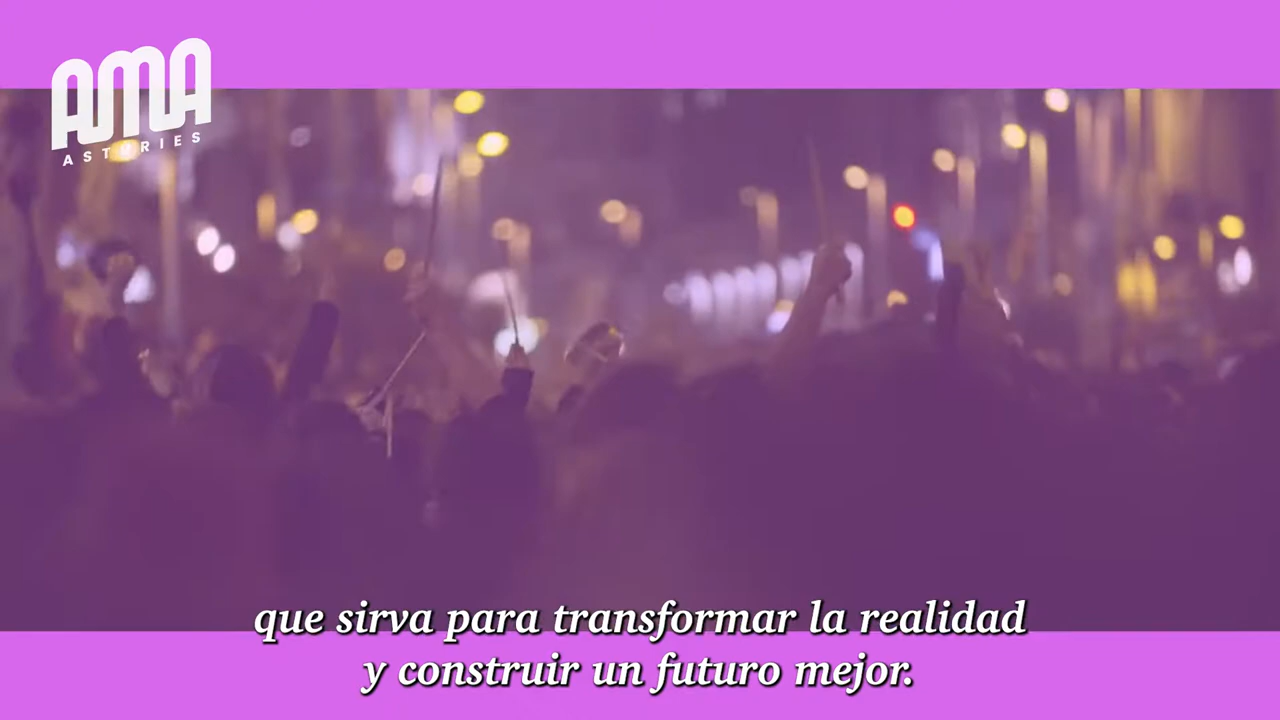 AMA
ASTURIES
que sirva para transformar la realidad
y construir un futuro mejor.